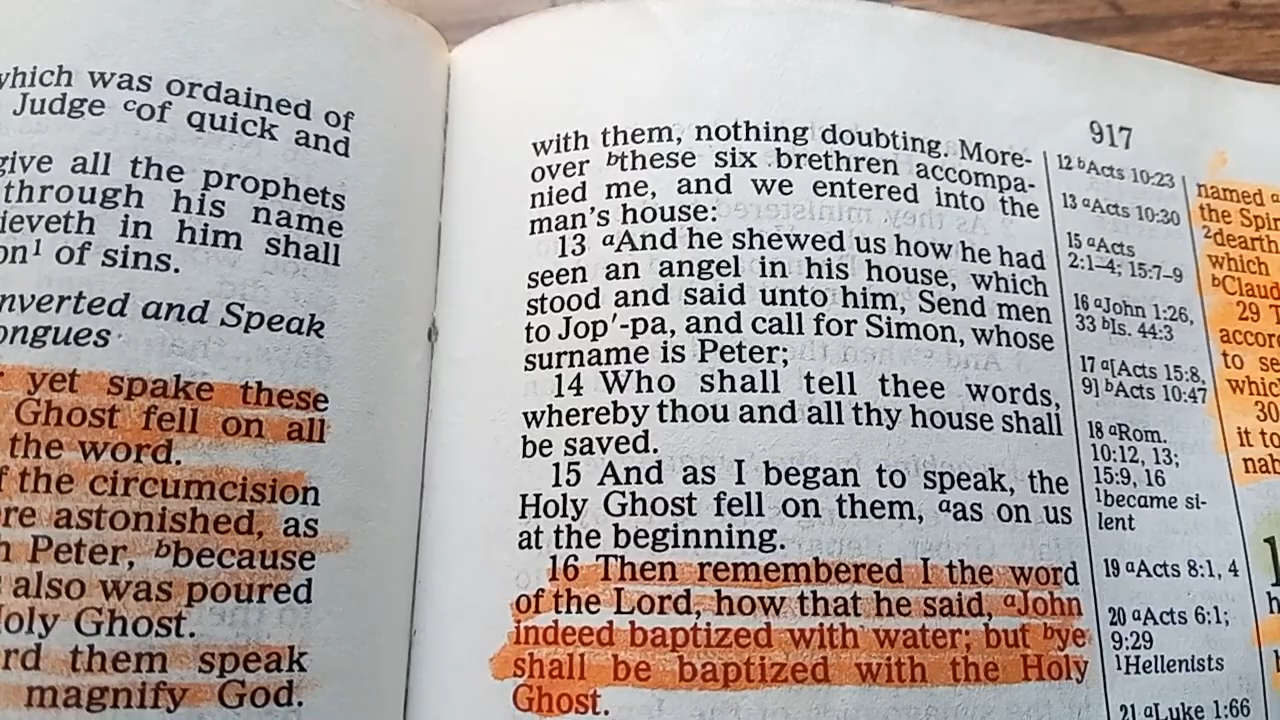 which was ordained of
Judge cof quick and
give all the prophets
through his name
ieveth in him shall
on1 of sins.
nverted and Speak
ongues
yet spake these
Ghost fell on all
the word.
f the circumcision
re astonished, as
Peter, bbecause
also was poured
oly Ghost.
rd them speak
magnify God.
917
with them, nothing doubting. More-
over bthese six brethren accompa-
nied me, and we entered into the
man's house:
13 aAnd he shewed us how he had
seen an angel in his house, which
stood and said unto him, Send men
to Jop′-pa, and call for Simon, whose
surname is Peter;
14 Who shall tell thee words,
whereby thou and all thy house shall
be saved.
15 And as I began to speak, the
Holy Ghost fell on them, aas on us
at the beginning.
16 Then remembered I the word
of the Lord, how that he said, aJohn
indeed baptized with water; but bye
shall be baptized with the Holy
Ghost.
12 bActs 10:23
13 aActs 10:30
15 aActs
2:1–4; 15:7–9
16 aJohn 1:26,
33 bIs. 44:3
17 a[Acts 15:8,
9] bActs 10:47
18 aRom.
10:12, 13;
15:9, 16
1became si-
lent
19 aActs 8:1, 4
20 aActs 6:1;
9:29
1Hellenists
21 aLuke 1:66
named a
the Spir
2dearth
which
bClaud
29 T
accor
to se
whic
30
it to
nab